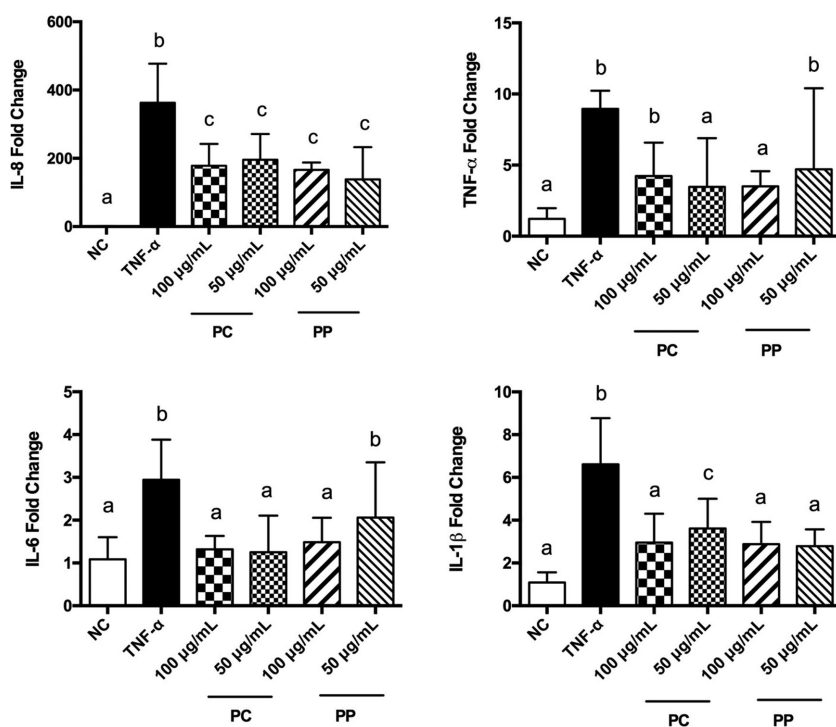 IL-8 Fold Change
600
400
200
0
a
b
c
c
c
c
NC
TNF-α
100 µg/mL
50 µg/mL
100 µg/mL
50 µg/mL
PC
PP
TNF-α Fold Change
15
10
5
0
a
b
b
a
a
b
NC
TNF-α
100 µg/mL
50 µg/mL
100 µg/mL
50 µg/mL
PC
PP
IL-6 Fold Change
5
4
3
2
1
0
a
b
a
a
a
b
NC
TNF-α
100 µg/mL
50 µg/mL
100 µg/mL
50 µg/mL
PC
PP
IL-1β Fold Change
10
8
6
4
2
0
a
b
a
c
a
a
NC
TNF-α
100 µg/mL
50 µg/mL
100 µg/mL
50 µg/mL
PC
PP